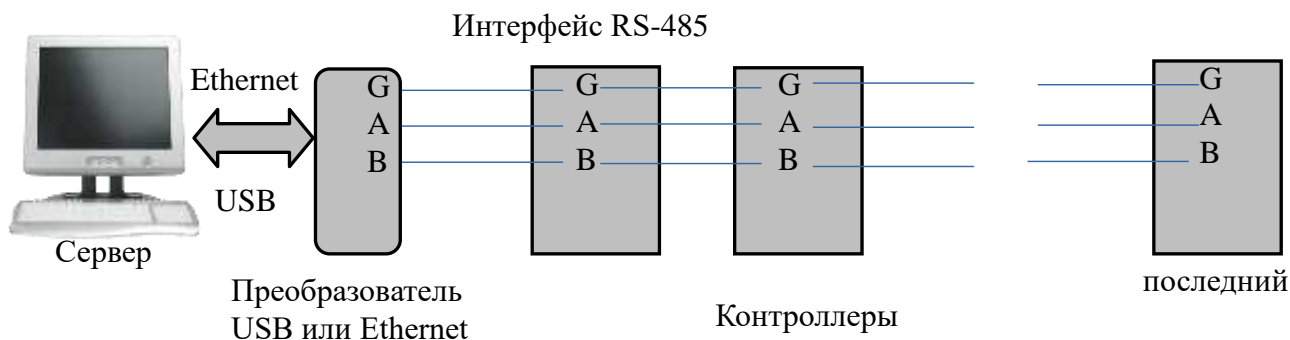 Интерфейс RS-485
Ethernet
USB
Сервер
G
A
B
Преобразователь
USB или Ethernet
G
A
B
G
A
B
Контроллеры
G
A
B
последний